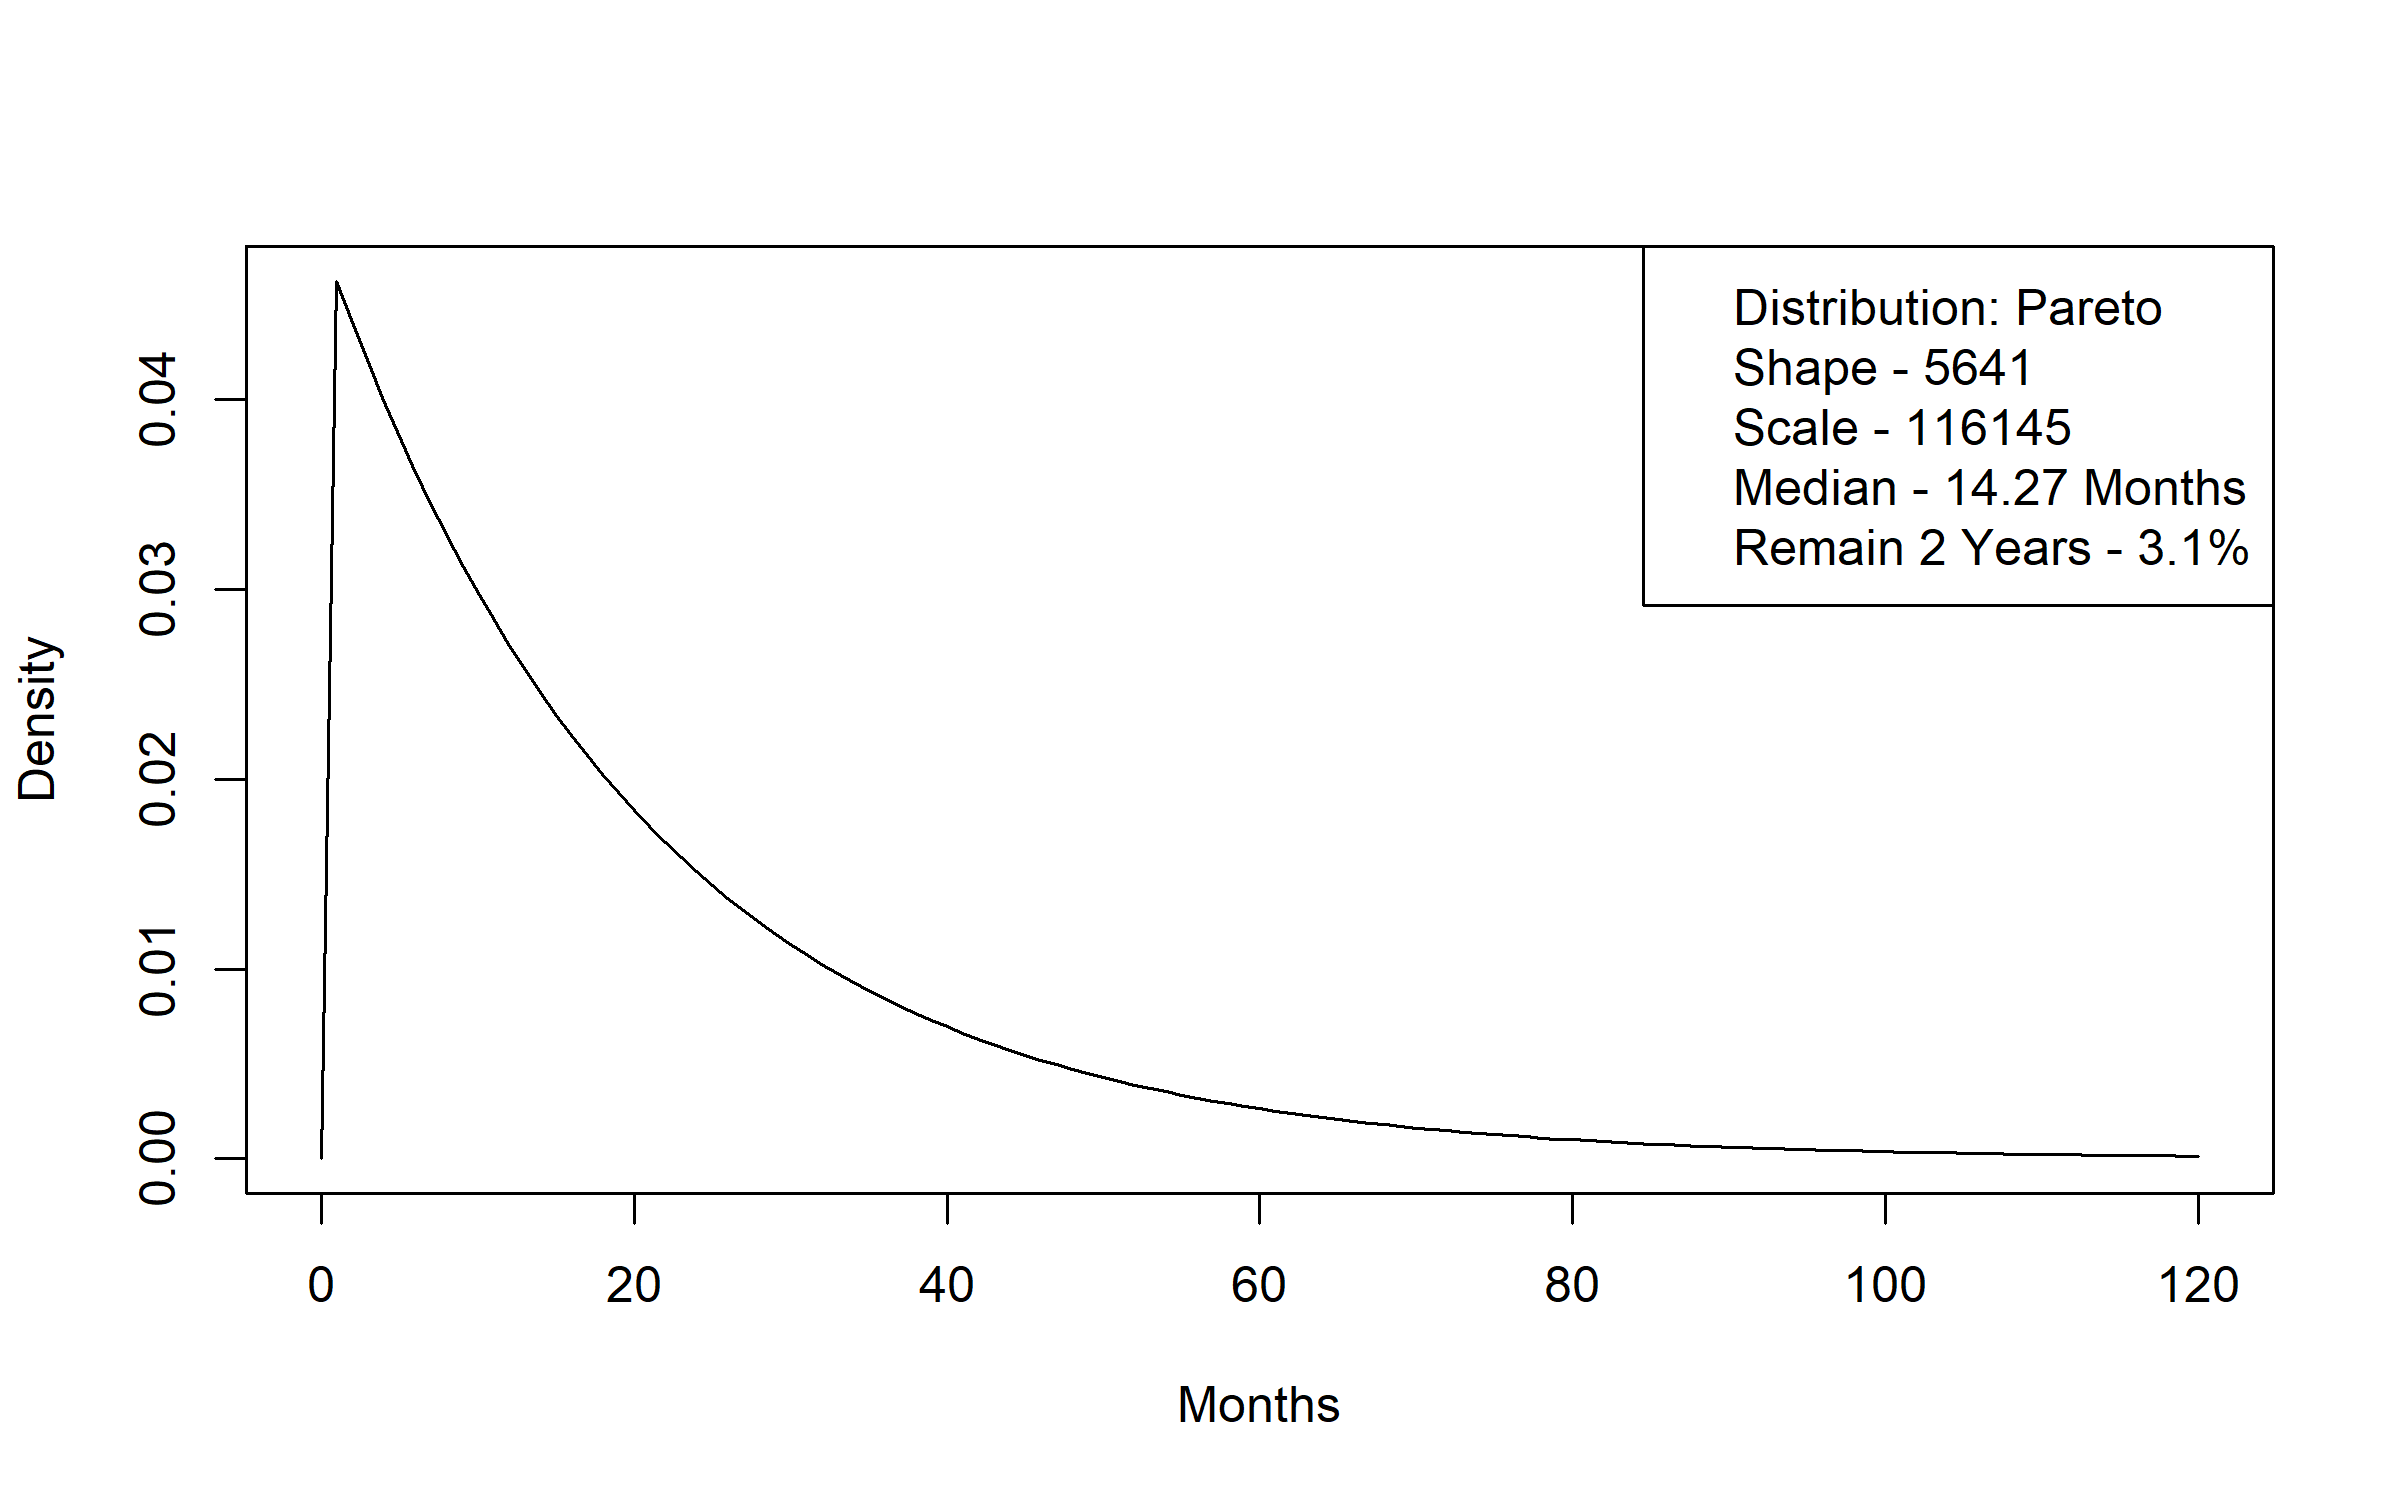 Distribution: Pareto
Shape - 5641
Scale - 116145
Median - 14.27 Months
Remain 2 Years - 3.1%
Density
0.04
0.03
0.02
0.01
0.00
0 20 40 60 80 100 120
Months